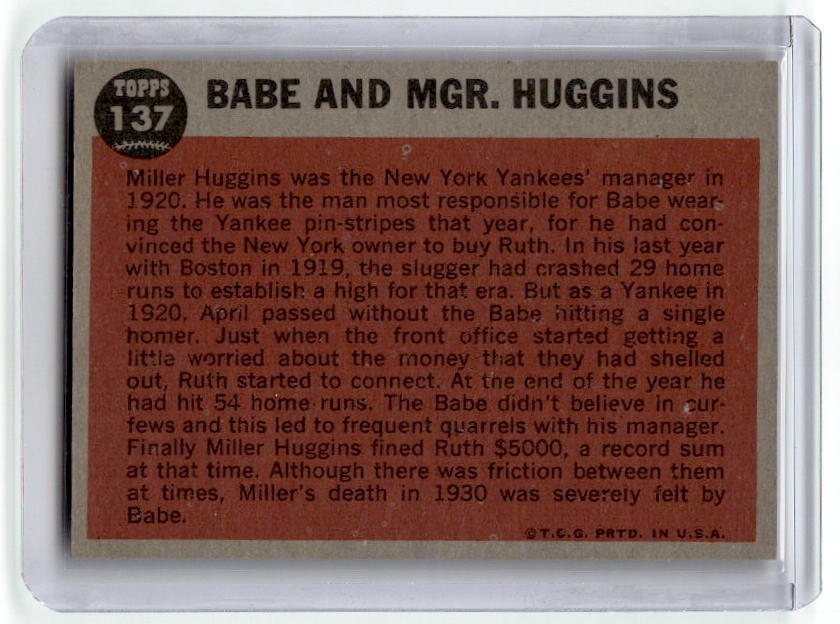 TOPPS
137
BABE AND MGR. HUGGINS
Miller Huggins was the New York Yankees' manager in
1920. He was the man most responsible for Babe wear-
ing the Yankee pin-stripes that year, for he had con-
vinced the New York owner to buy Ruth. In his last year
with Boston in 1919, the slugger had crashed 29 home
runs to establish a high for that era. But as a Yankee in
1920, April passed without the Babe hitting a single
homer. Just when the front office started getting a
little worried about the money that they had shelled
out, Ruth started to connect. At the end of the year he
had hit 54 home runs. The Babe didn't believe in cur-
fews and this led to frequent quarrels with his manager.
Finally Miller Huggins fined Ruth $5000, a record sum
at that time. Although there was friction between them
at times, Miller's death in 1930 was severely felt by
Babe.
©T.C.G. PRTD. IN U.S.A.